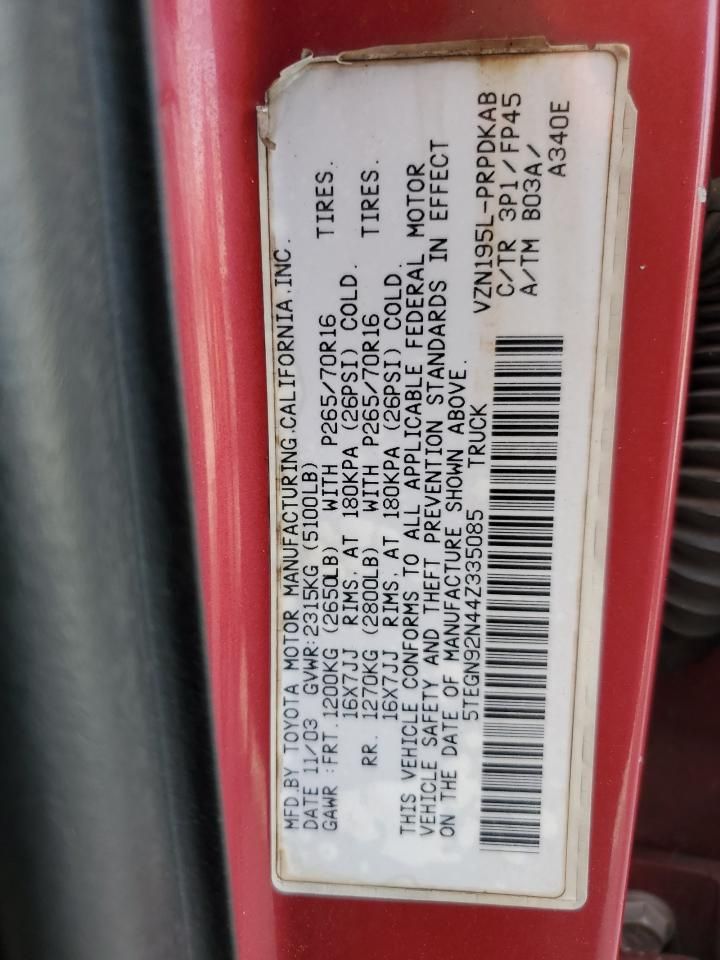 MFD.BY TOYOTA MOTOR MANUFACTURING.CALIFORNIA.INC.
DATE 11/03 GVWR:2315KG (5100LB)
GAWR :FRT.1200KG (2650LB) WITH P265/70R16 TIRES.
16X7JJ RIMS, AT 180KPA (26PSI) COLD.
RR. 1270KG (2800LB) WITH P265/70R16 TIRES.
16X7JJ RIMS, AT 180KPA (26PSI) COLD.
THIS VEHICLE CONFORMS TO ALL APPLICABLE FEDERAL MOTOR
VEHICLE SAFETY AND THEFT PREVENTION STANDARDS IN EFFECT
ON THE DATE OF MANUFACTURE SHOWN ABOVE.
5TEGN92N44Z335085 TRUCK
VZN195L-PRPDKAB
C/TR 3P1/FP45
A/TM B03A/
A340E